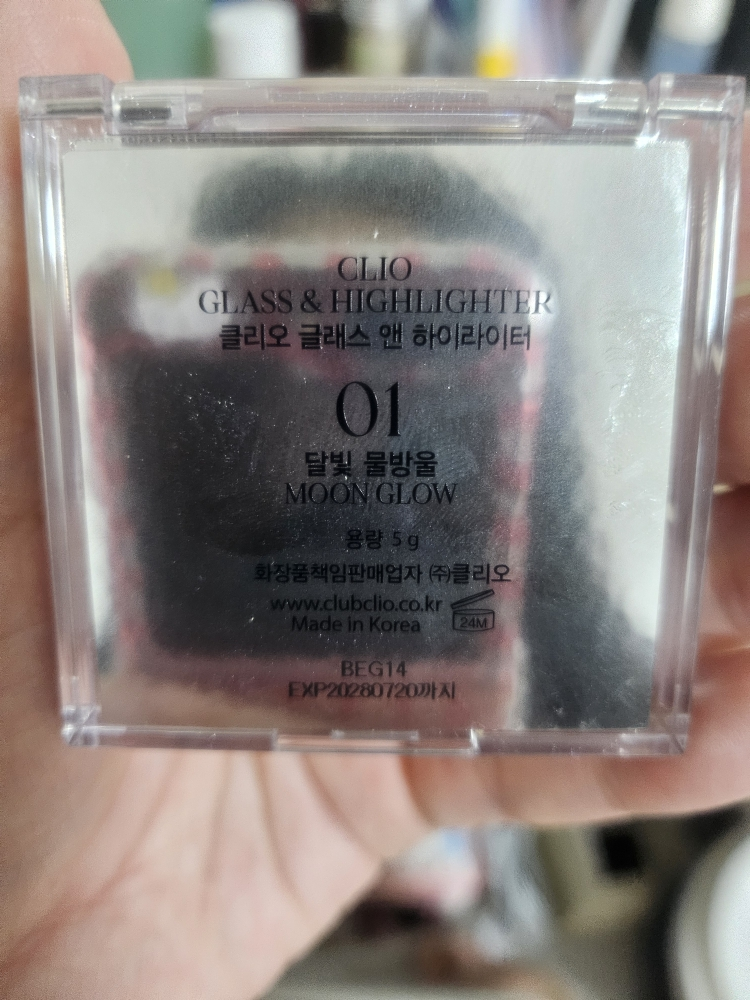 CLIO
GLASS & HIGHLIGHTER
클리오 글래스 앤 하이라이터
01
달빛 물방울
MOON GLOW
용량 5 g
화장품책임판매업자 ㈜클리오
www.clubclio.co.kr
Made in Korea
24M
BEG14
EXP20280720까지